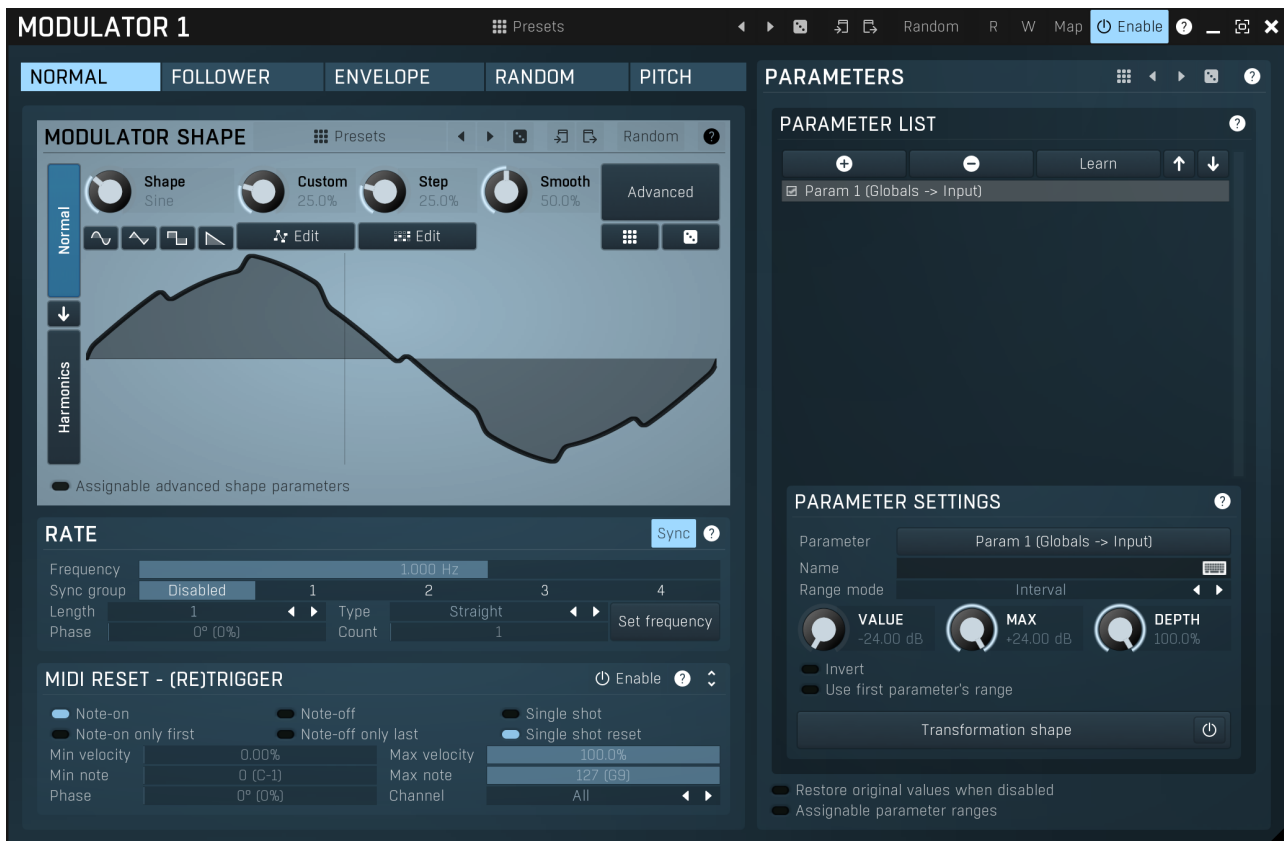 MODULATOR 1 Presets Random R W Map Enable ?
NORMAL FOLLOWER ENVELOPE RANDOM PITCH
MODULATOR SHAPE Presets Random ?
Shape Custom Step Smooth Advanced
Sine 25.0% 25.0% 50.0%
Normal
Edit Edit
Harmonics
Assignable advanced shape parameters
RATE Sync ?
Frequency 1.000 Hz
Sync group Disabled 1 2 3 4
Length 1 Type Straight Set frequency
Phase 0° (0%) Count 1
MIDI RESET - (RE)TRIGGER Enable ?
Note-on Note-off Single shot
Note-on only first Note-off only last Single shot reset
Min velocity 0.00% Max velocity 100.0%
Min note 0 (C-1) Max note 127 (G9)
Phase 0° (0%) Channel All
PARAMETERS ?
PARAMETER LIST ?
Learn
Param 1 (Globals -> Input)
PARAMETER SETTINGS ?
Parameter Param 1 (Globals -> Input)
Name
Range mode Interval
VALUE MAX DEPTH
-24.00 dB +24.00 dB 100.0%
Invert
Use first parameter's range
Transformation shape
Restore original values when disabled
Assignable parameter ranges